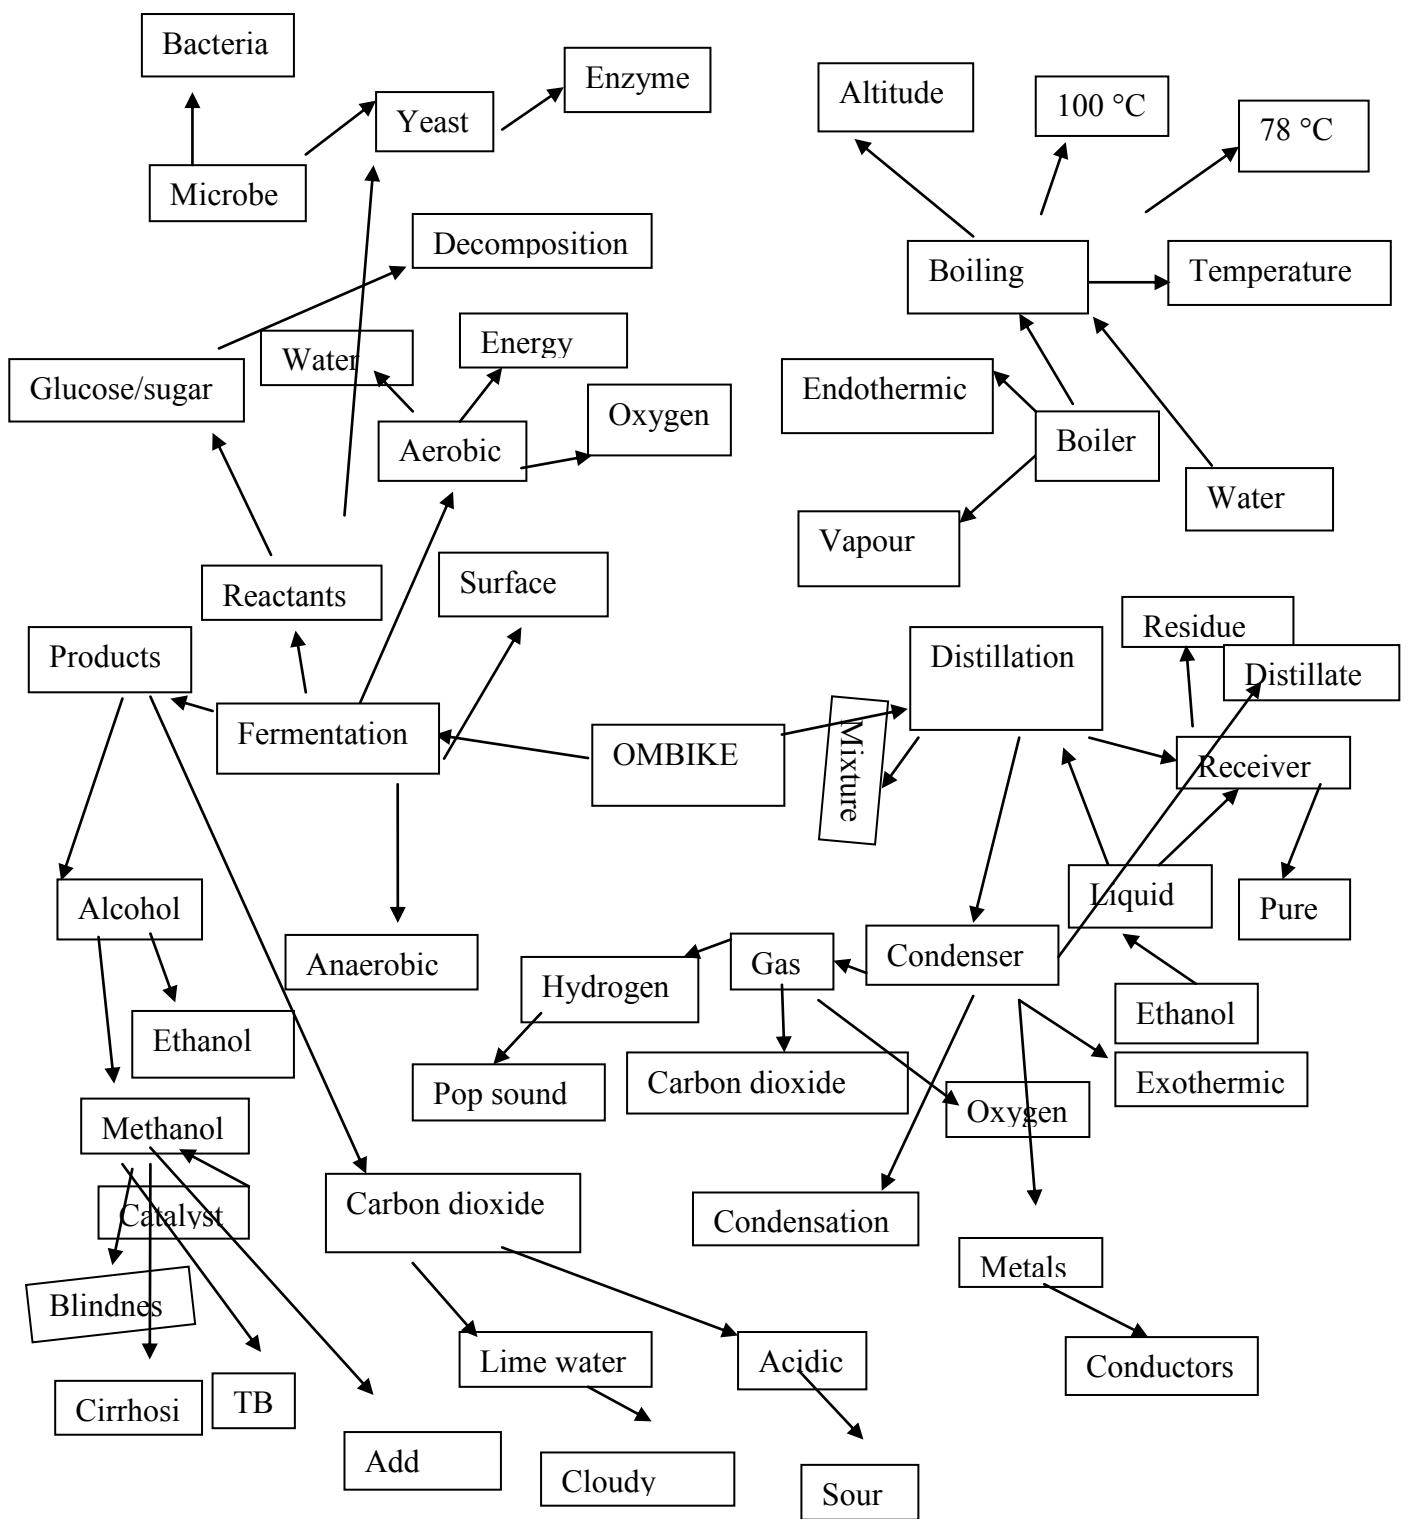 Bacteria
Enzyme
Altitude
100 °C
78 °C
Yeast
Microbe
Decomposition
Boiling
Temperature
Water
Energy
Glucose/sugar
Endothermic
Oxygen
Aerobic
Boiler
Water
Vapour
Surface
Reactants
Residue
Products
Distillation
Distillate
Fermentation
OMBIKE
Mixture
Receiver
Alcohol
Liquid
Pure
Anaerobic
Hydrogen
Gas
Condenser
Ethanol
Ethanol
Pop sound
Carbon dioxide
Oxygen
Exothermic
Methanol
Catalyst
Carbon dioxide
Condensation
Metals
Blindnes
Lime water
Acidic
Conductors
Cirrhosi
TB
Add
Cloudy
Sour